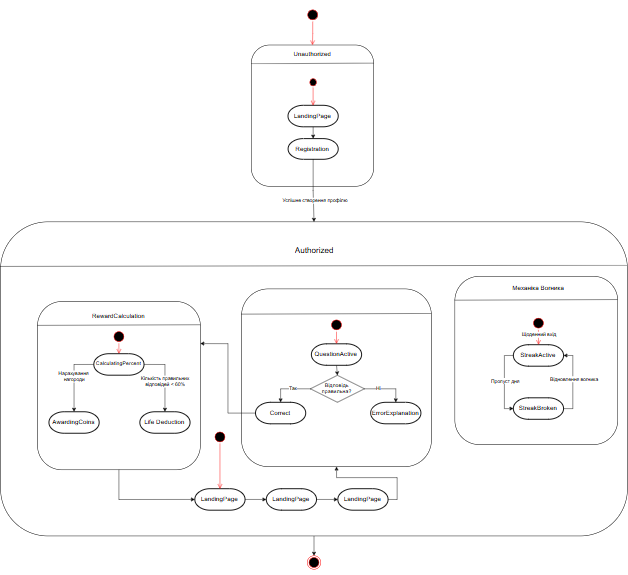 Unauthorized
LandingPage
Registration
Успішне створення профілю
Authorized
RewardCalculation
CalculatingPercent
Нарахування
нагороди
Кількість правильних
відповідей < 60%
AwardingCoins
Life Deduction
QuestionActive
Відповідь
правильна?
Так
Ні
Correct
ErrorExplanation
Механіка Вогника
Щоденний вхід
StreakActive
Пропуст дня
Відновлення вогника
StreakBroken
LandingPage
LandingPage
LandingPage